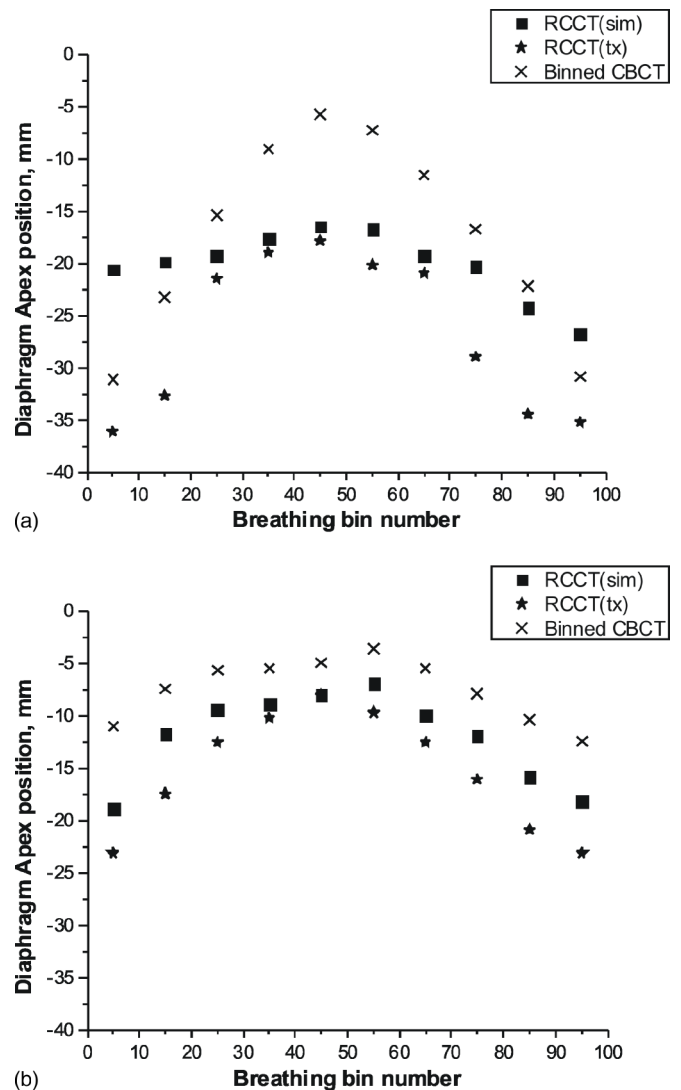 RCCT(sim)
RCCT(tx)
Binned CBCT
0
-5
-10
-15
-20
-25
-30
-35
-40
Diaphragm Apex position, mm
0 10 20 30 40 50 60 70 80 90 100
Breathing bin number
(a)
RCCT(sim)
RCCT(tx)
Binned CBCT
0
-5
-10
-15
-20
-25
-30
-35
-40
Diaphragm Apex position, mm
0 10 20 30 40 50 60 70 80 90 100
Breathing bin number
(b)